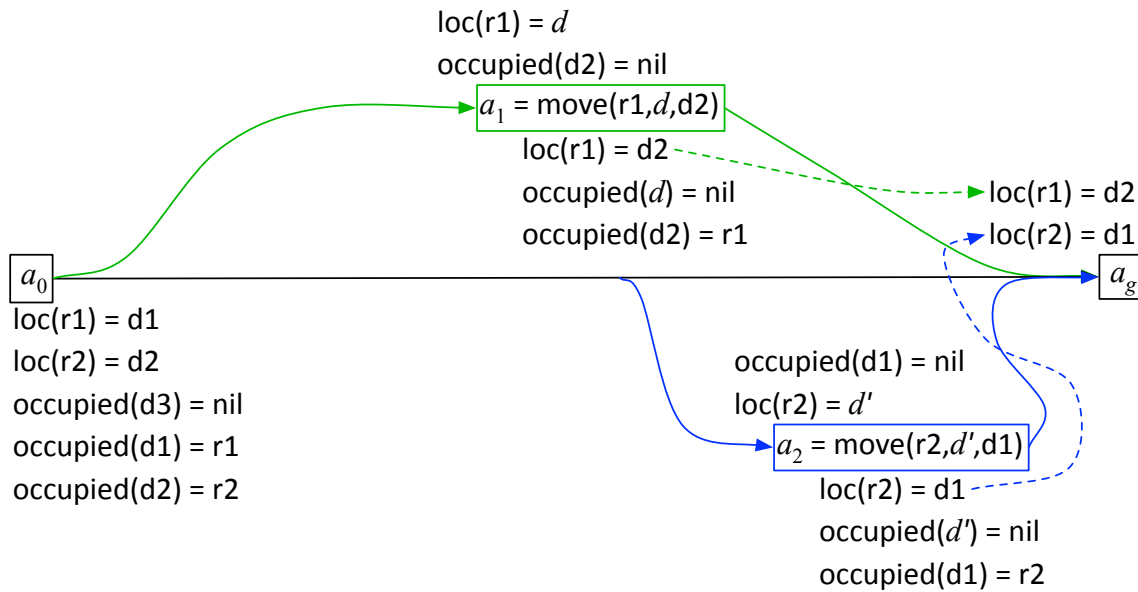 loc(r1) = d
occupied(d2) = nil
a₁ = move(r1,d,d2)
loc(r1) = d2
occupied(d) = nil
occupied(d2) = r1
loc(r1) = d2
loc(r2) = d1
a₀
a_g
loc(r1) = d1
loc(r2) = d2
occupied(d3) = nil
occupied(d1) = r1
occupied(d2) = r2
occupied(d1) = nil
loc(r2) = d'
a₂ = move(r2,d',d1)
loc(r2) = d1
occupied(d') = nil
occupied(d1) = r2